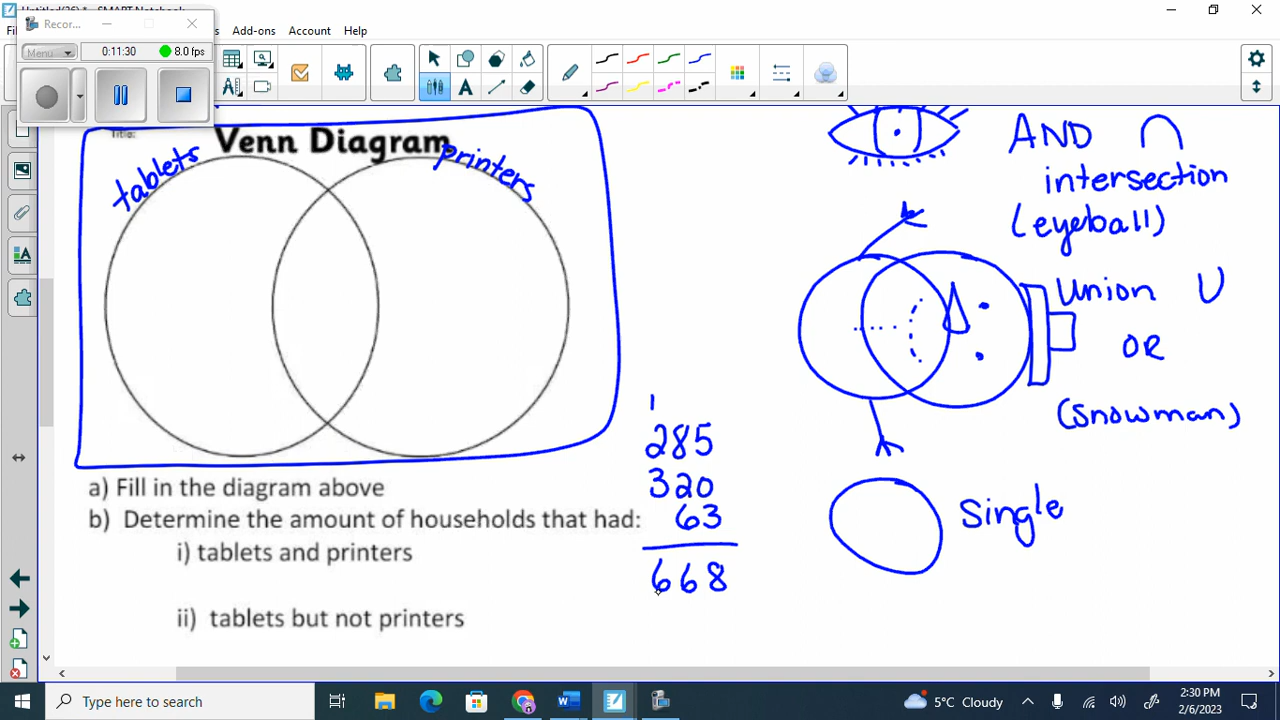 Recor...
Menu
0:11:30
8.0 fps
Add-ons
Account
Help
Title:
Venn Diagram
tablets
printers
AND ∩
intersection
(eyeball)
Union U
OR
(snowman)
Single
1
285
320
63
668
a) Fill in the diagram above
b) Determine the amount of households that had:
i) tablets and printers
ii) tablets but not printers
Type here to search
5°C Cloudy
2:30 PM
2/6/2023